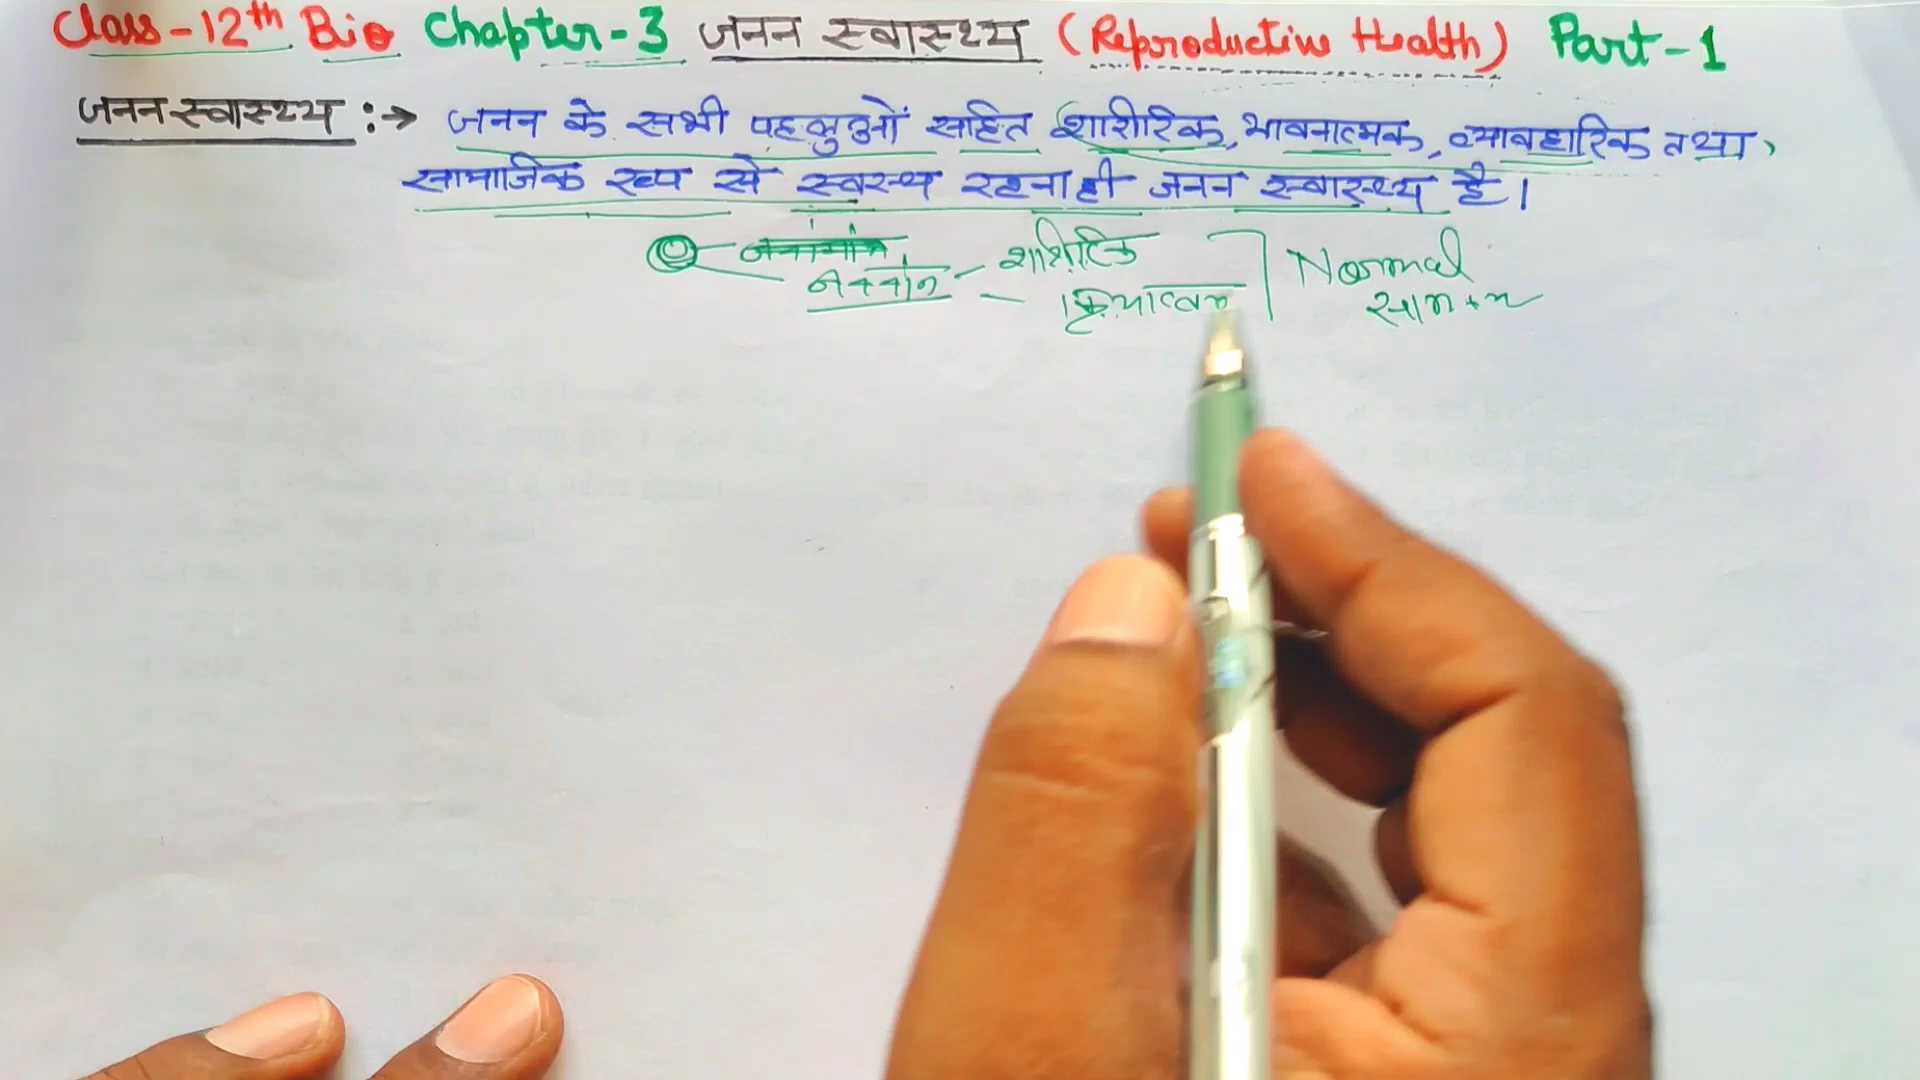 Class-12th Bio Chapter-3 जनन स्वास्थ्य (Reproductive Health) Part-1
जनन स्वास्थ्य :→ जनन के सभी पहलुओं सहित शारीरिक, भावनात्मक, व्यावहारिक तथा,
सामाजिक रूप से स्वस्थ रहना ही जनन स्वास्थ्य है।
शारीरिक Normal